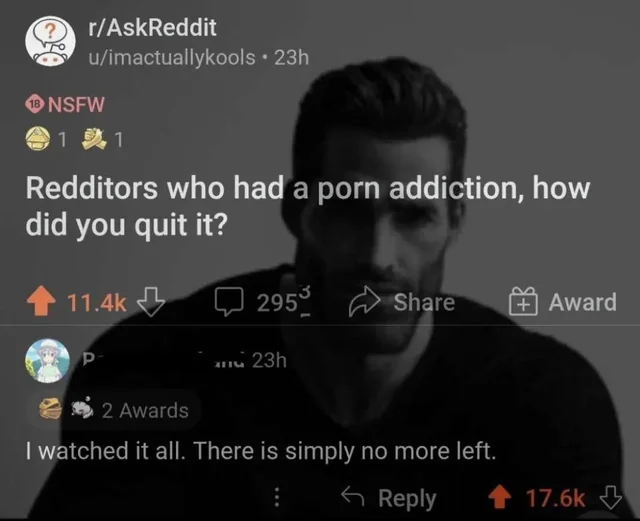 r/AskReddit
u/imactuallykools • 23h
18 NSFW
1 1
Redditors who had a porn addiction, how
did you quit it?
11.4k 295 Share Award
23h
2 Awards
I watched it all. There is simply no more left.
Reply 17.6k